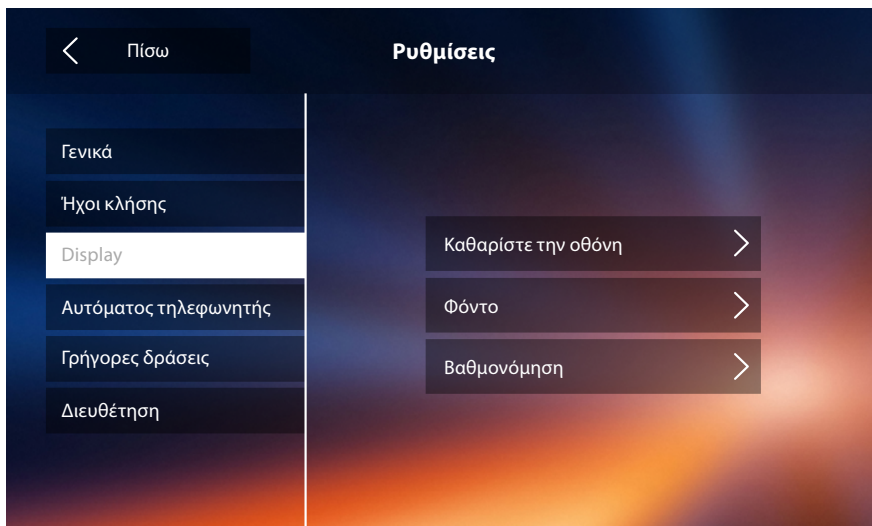 Πίσω
Ρυθμίσεις
Γενικά
Ήχοι κλήσης
Display
Αυτόματος τηλεφωνητής
Γρήγορες δράσεις
Διευθέτηση
Καθαρίστε την οθόνη
Φόντο
Βαθμονόμηση